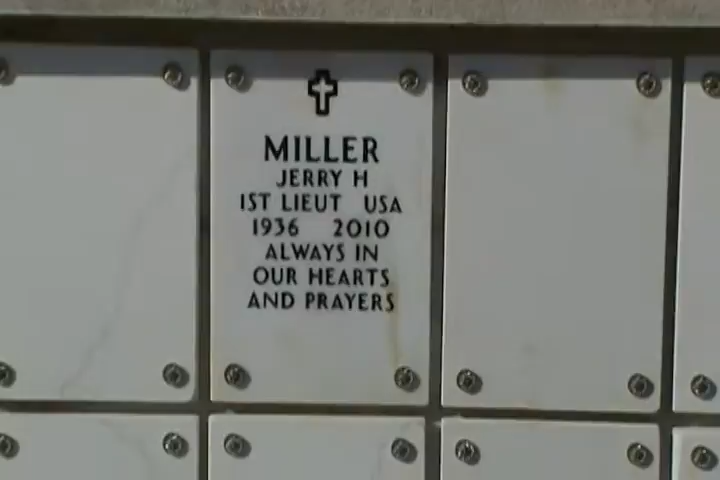 MILLER
JERRY H
1ST LIEUT USA
1936 2010
ALWAYS IN
OUR HEARTS
AND PRAYERS